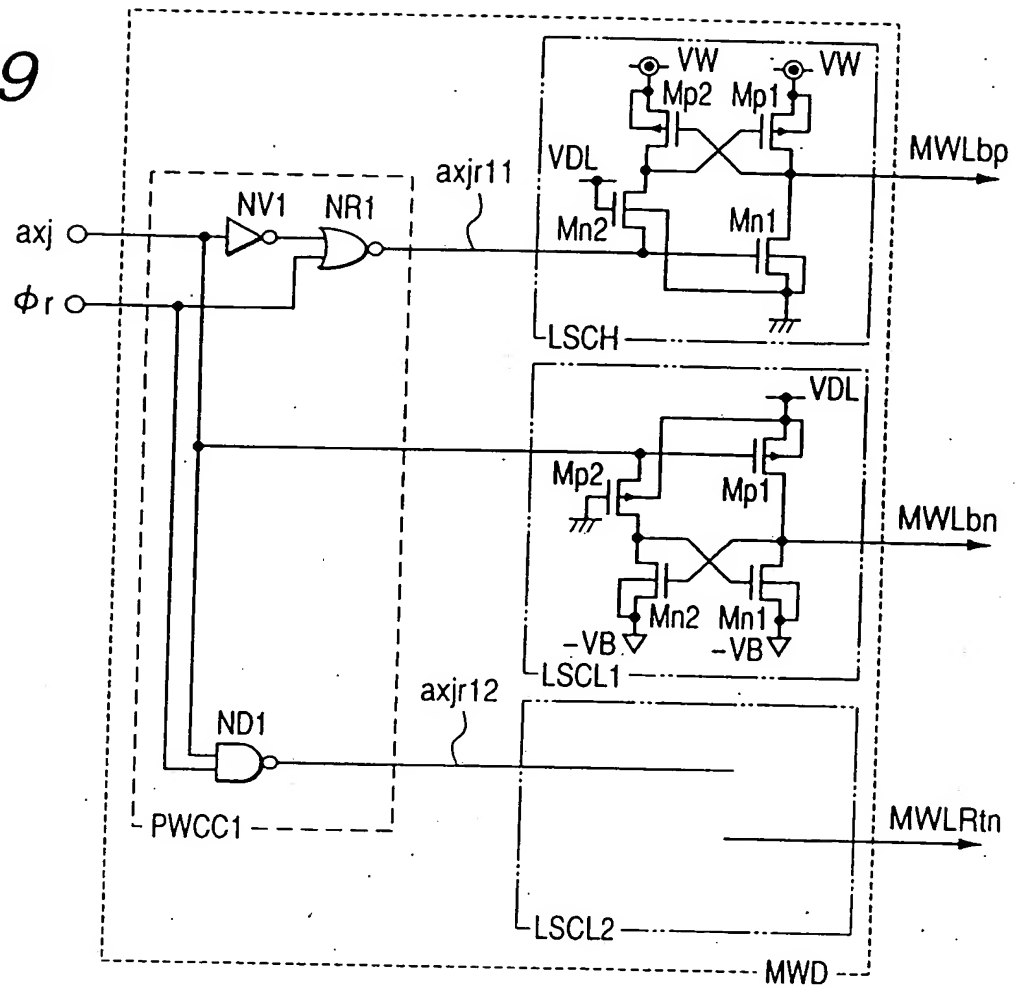 9
VW
VW
Mp2
Mp1
VDL
axjr11
MWLbp
NV1
NR1
axj
Mn2
Mn1
Φr
LSCH
VDL
Mp2
Mp1
MWLbn
Mn2
Mn1
-VB
-VB
LSCL1
axjr12
ND1
PWCC1
MWLRtn
LSCL2
MWD